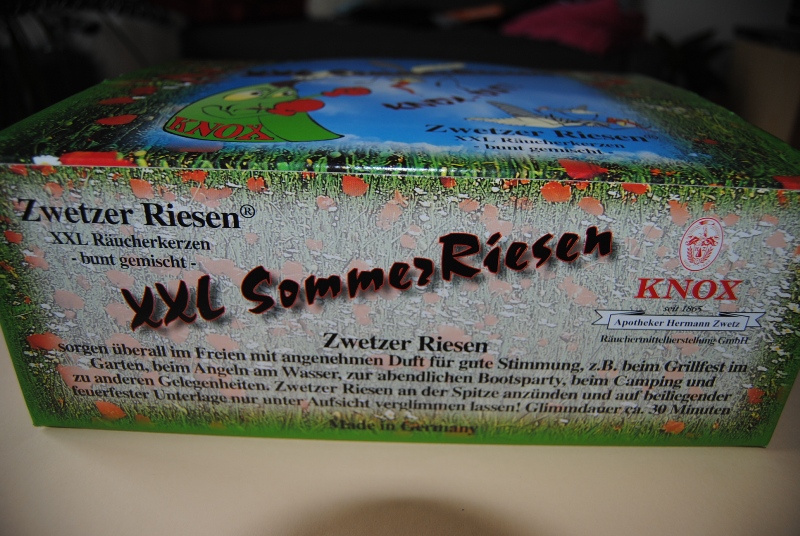 KNOX
KNOX
Zwetzer Riesen®
XXL Räucherkerzen
- bunt gemischt -
Zwetzer Riesen®
XXL Räucherkerzen
- bunt gemischt -
XXL SommerRiesen
KNOX
seit 1865
Apotheker Hermann Zwetz
Räuchermittelherstellung GmbH
Zwetzer Riesen
sorgen überall im Freien mit angenehmen Duft für gute Stimmung, z.B. beim Grillfest im
Garten, beim Angeln am Wasser, zur abendlichen Bootsparty, beim Camping und
zu anderen Gelegenheiten. Zwetzer Riesen an der Spitze anzünden und auf beiliegender
feuerfester Unterlage nur unter Aufsicht verglimmen lassen! Glimmdauer ca. 30 Minuten
Made in Germany